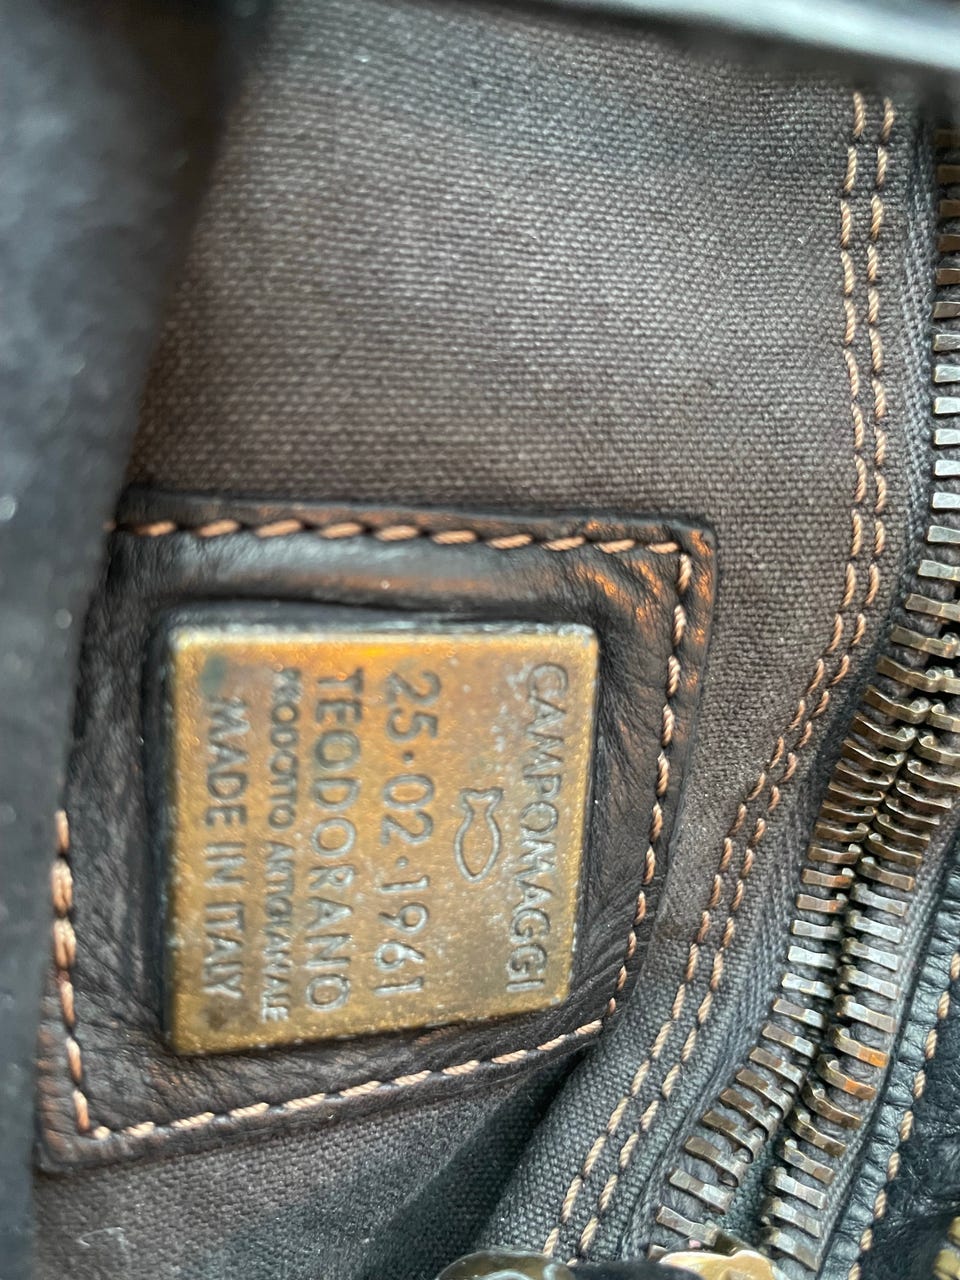 CAMPOMAGGI
25·02·1961
TEODORANO
PRODOTTO ARTIGIANALE
MADE IN ITALY